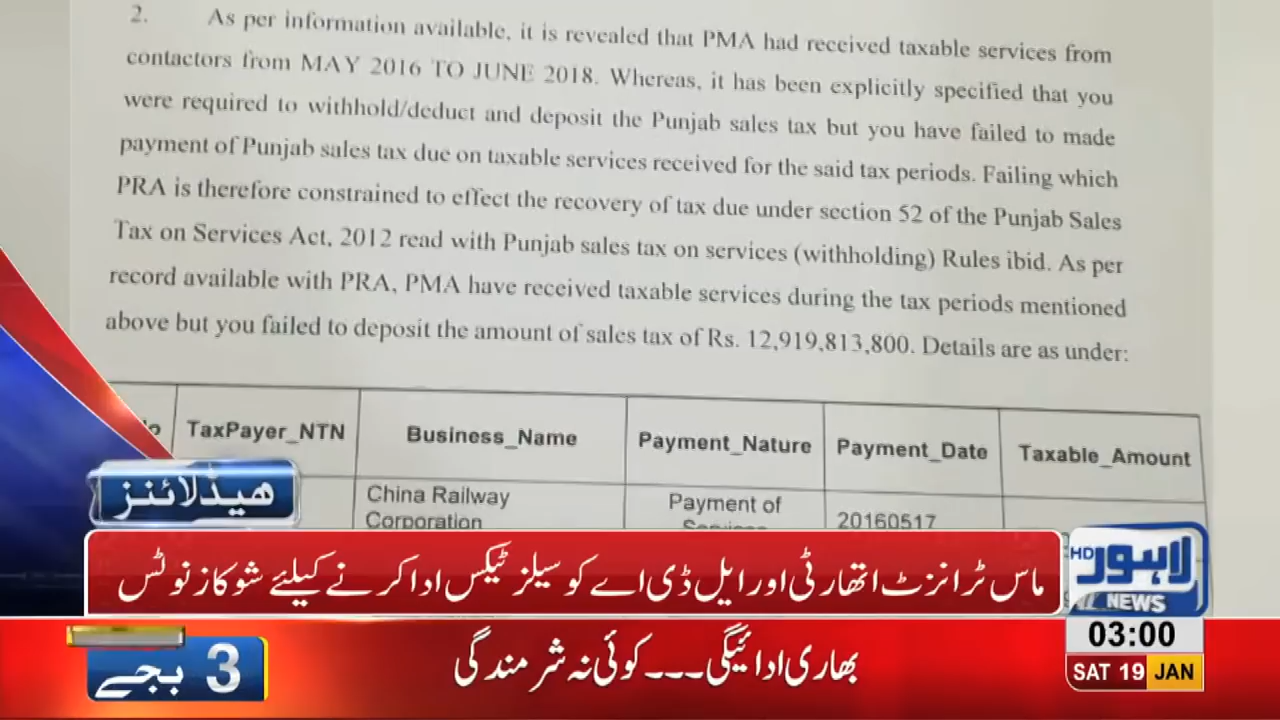 2. As per information available, it is revealed that PMA had received taxable services from
contactors from MAY 2016 TO JUNE 2018. Whereas, it has been explicitly specified that you
were required to withhold/deduct and deposit the Punjab sales tax but you have failed to made
payment of Punjab sales tax due on taxable services received for the said tax periods. Failing which
PRA is therefore constrained to effect the recovery of tax due under section 52 of the Punjab Sales
Tax on Services Act, 2012 read with Punjab sales tax on services (withholding) Rules ibid. As per
record available with PRA, PMA have received taxable services during the tax periods mentioned
above but you failed to deposit the amount of sales tax of Rs. 12,919,813,800. Details are as under:
TaxPayer_NTN Business_Name Payment_Nature Payment_Date Taxable_Amount
China Railway Payment of
Corporation 20160517
ھیڈلائنز
ماس ٹرانزٹ اتھارٹی اور ایل ڈی اے کو سیلز ٹیکس ادا کرنے کیلئے شوکاز نوٹس
لاہور HD
NEWS
03:00
SAT 19 JAN
3 بجے
بھاری ادائیگی۔۔۔ کوئی نہ شرمندگی